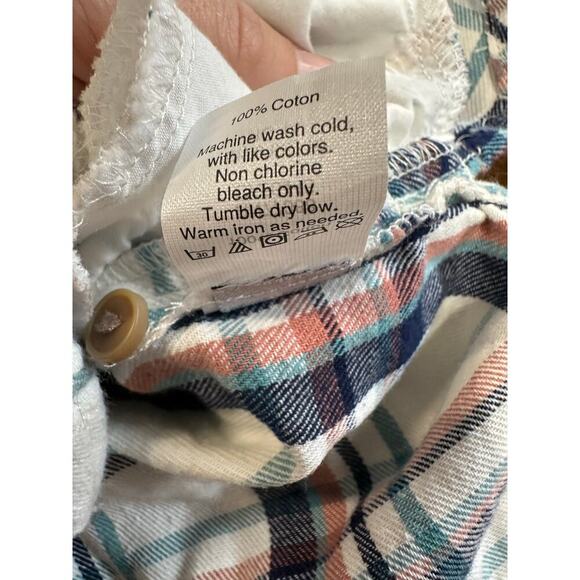 100% Coton
Machine wash cold,
with like colors.
Non chlorine
bleach only.
Tumble dry low.
Warm iron as needed.
30